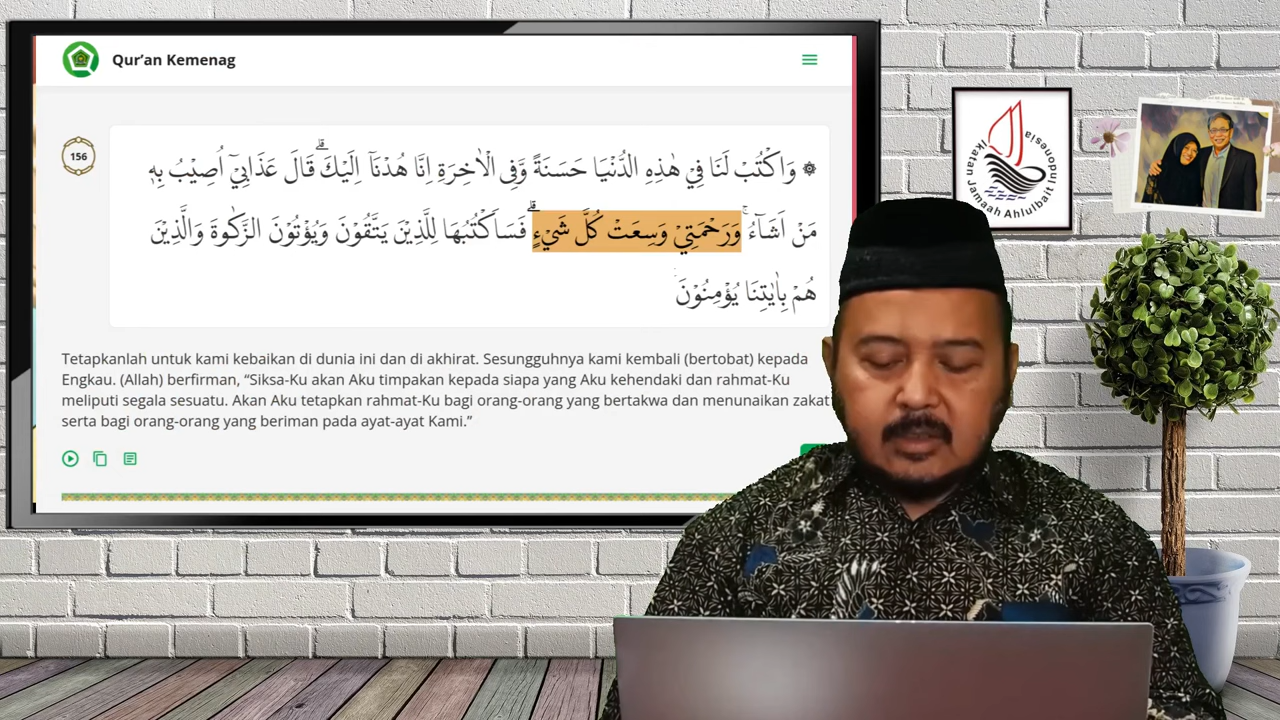 Qur'an Kemenag
156
۞ وَاكْتُبْ لَنَا فِيْ هٰذِهِ الدُّنْيَا حَسَنَةً وَّفِى الْاٰخِرَةِ اِنَّا هُدْنَآ اِلَيْكَۗ قَالَ عَذَابِيْٓ اُصِيْبُ بِهٖ
مَنْ اَشَاۤءُۚ وَرَحْمَتِيْ وَسِعَتْ كُلَّ شَيْءٍۗ فَسَاَكْتُبُهَا لِلَّذِيْنَ يَتَّقُوْنَ وَيُؤْتُوْنَ الزَّكٰوةَ وَالَّذِيْنَ
هُمْ بِاٰيٰتِنَا يُؤْمِنُوْنَۚ
Tetapkanlah untuk kami kebaikan di dunia ini dan di akhirat. Sesungguhnya kami kembali (bertobat) kepada
Engkau. (Allah) berfirman, “Siksa-Ku akan Aku timpakan kepada siapa yang Aku kehendaki dan rahmat-Ku
meliputi segala sesuatu. Akan Aku tetapkan rahmat-Ku bagi orang-orang yang bertakwa dan menunaikan zakat
serta bagi orang-orang yang beriman pada ayat-ayat Kami.”
Ikatan Jamaah Ahlulbait Indonesia